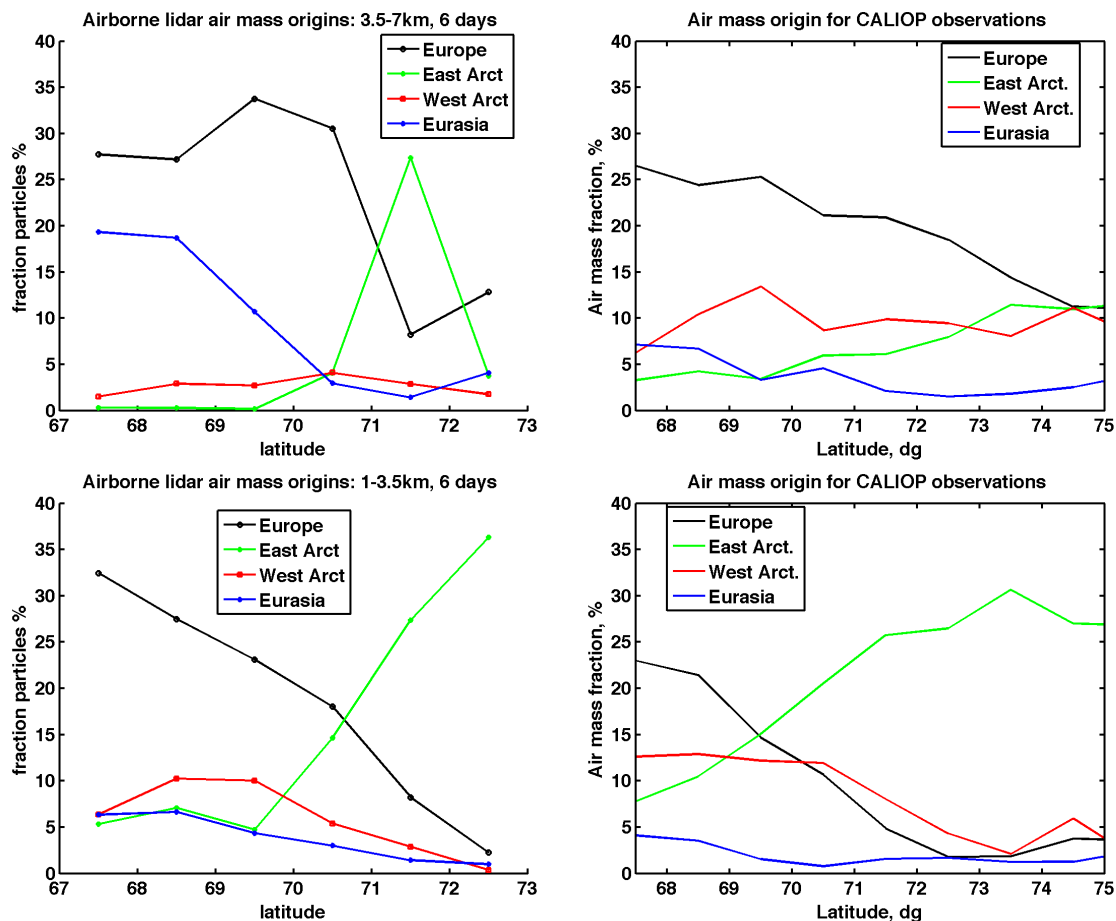 Airborne lidar air mass origins: 3.5-7km, 6 days
40
35
30
25
20
15
10
5
0
fraction particles %
Europe
East Arct
West Arct
Eurasia
67 68 69 70 71 72 73
latitude
Air mass origin for CALIOP observations
40
35
30
25
20
15
10
5
0
Air mass fraction, %
Europe
East Arct.
West Arct.
Eurasia
68 69 70 71 72 73 74 75
Latitude, dg
Airborne lidar air mass origins: 1-3.5km, 6 days
40
35
30
25
20
15
10
5
0
fraction particles %
Europe
East Arct
West Arct
Eurasia
67 68 69 70 71 72 73
latitude
Air mass origin for CALIOP observations
40
35
30
25
20
15
10
5
0
Air mass fraction, %
Europe
East Arct.
West Arct.
Eurasia
68 69 70 71 72 73 74 75
Latitude, dg